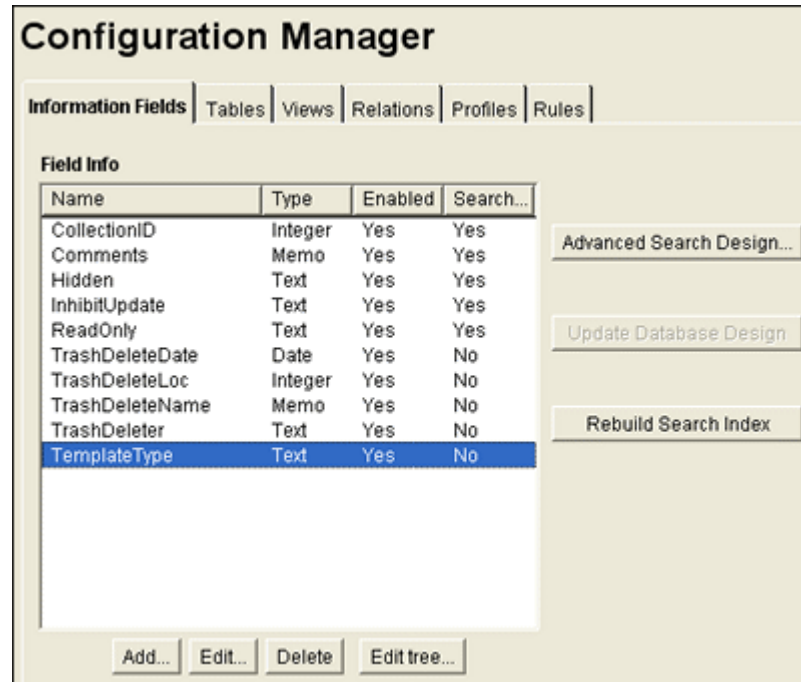 Configuration Manager
Information Fields Tables Views Relations Profiles Rules
Field Info
Name Type Enabled Search...
CollectionID Integer Yes Yes
Comments Memo Yes Yes
Hidden Text Yes Yes
InhibitUpdate Text Yes Yes
ReadOnly Text Yes Yes
TrashDeleteDate Date Yes No
TrashDeleteLoc Integer Yes No
TrashDeleteName Memo Yes No
TrashDeleter Text Yes No
TemplateType Text Yes No
Advanced Search Design...
Update Database Design
Rebuild Search Index
Add... Edit... Delete Edit tree...